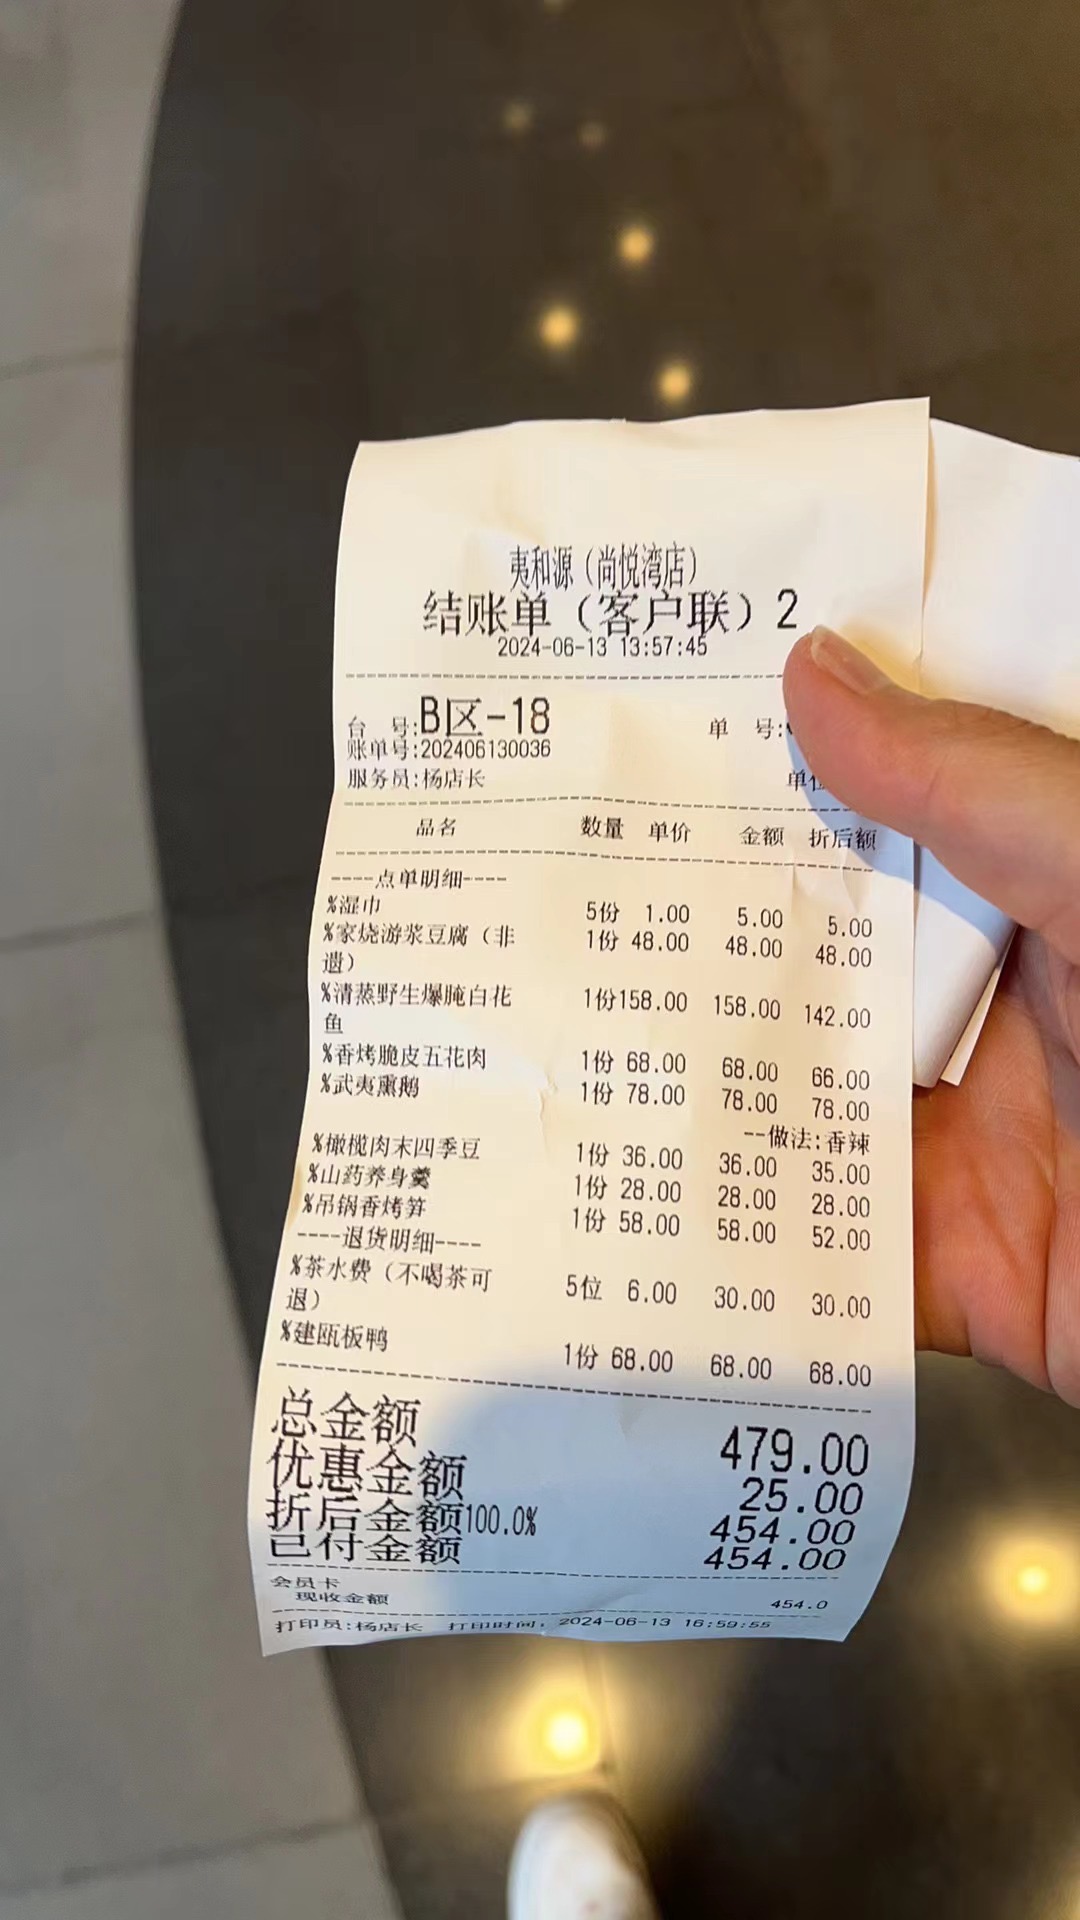 夷和源（尚悦湾店）
结账单（客户联）2
2024-06-13 13:57:45
台 号:B区-18 单 号:
账单号:202406130036
服务员:杨店长 单位
品名 数量 单价 金额 折后额
----点单明细----
%湿巾 5份 1.00 5.00 5.00
%家烧游浆豆腐（非 1份 48.00 48.00 48.00
遗）
%清蒸野生爆腌白花 1份158.00 158.00 142.00
鱼
%香烤脆皮五花肉 1份 68.00 68.00 66.00
%武夷熏鹅 1份 78.00 78.00 78.00
--做法:香辣
%橄榄肉末四季豆 1份 36.00 36.00 35.00
%山药养身羹 1份 28.00 28.00 28.00
%吊锅香烤笋 1份 58.00 58.00 52.00
----退货明细----
%茶水费（不喝茶可 5位 6.00 30.00 30.00
退）
%建瓯板鸭 1份 68.00 68.00 68.00
总金额 479.00
优惠金额 25.00
折后金额100.0% 454.00
已付金额 454.00
会员卡
现收金额 454.0
打印员:杨店长 打印时间: 2024-06-13 16:59:55